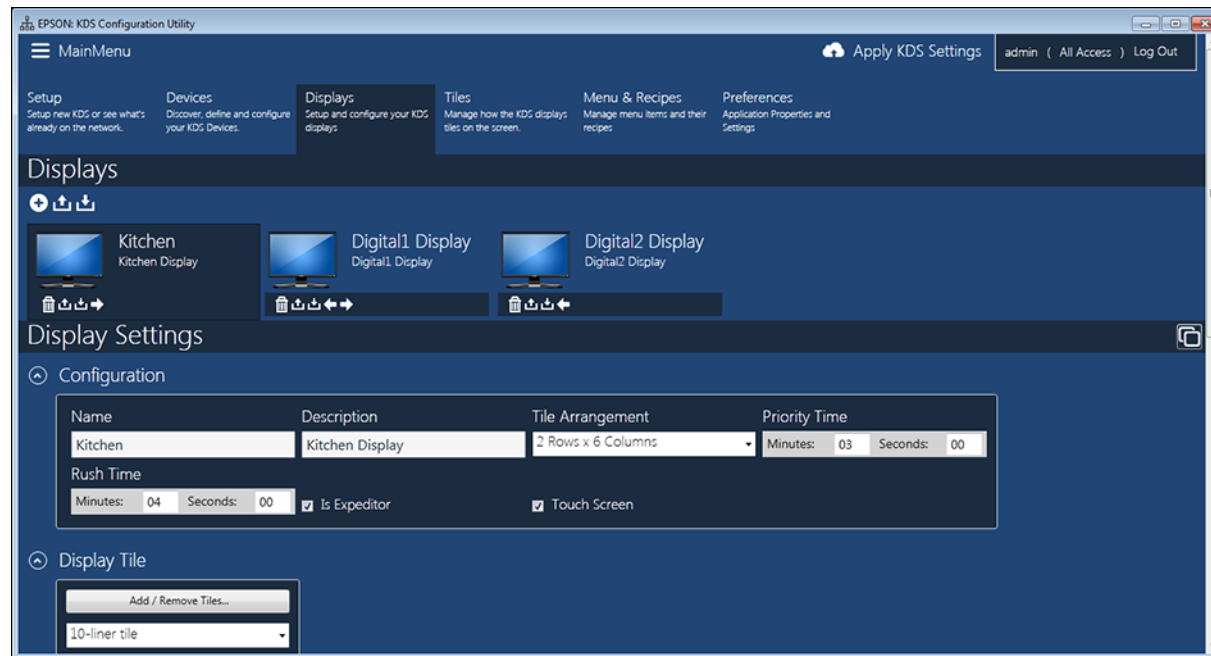 EPSON: KDS Configuration Utility
MainMenu
Apply KDS Settings
admin ( All Access ) Log Out
Setup
Setup new KDS or see what's
already on the network.
Devices
Discover, define and configure
your KDS Devices.
Displays
Setup and configure your KDS
displays
Tiles
Manage how the KDS displays
tiles on the screen.
Menu & Recipes
Manage menu items and their
recipes
Preferences
Application Properties and
Settings
Displays
Kitchen
Kitchen Display
Digital1 Display
Digital1 Display
Digital2 Display
Digital2 Display
Display Settings
Configuration
Name
Description
Tile Arrangement
Priority Time
Kitchen
Kitchen Display
2 Rows x 6 Columns
Minutes: 03 Seconds: 00
Rush Time
Minutes: 04 Seconds: 00
Is Expeditor
Touch Screen
Display Tile
Add / Remove Tiles...
10-liner tile